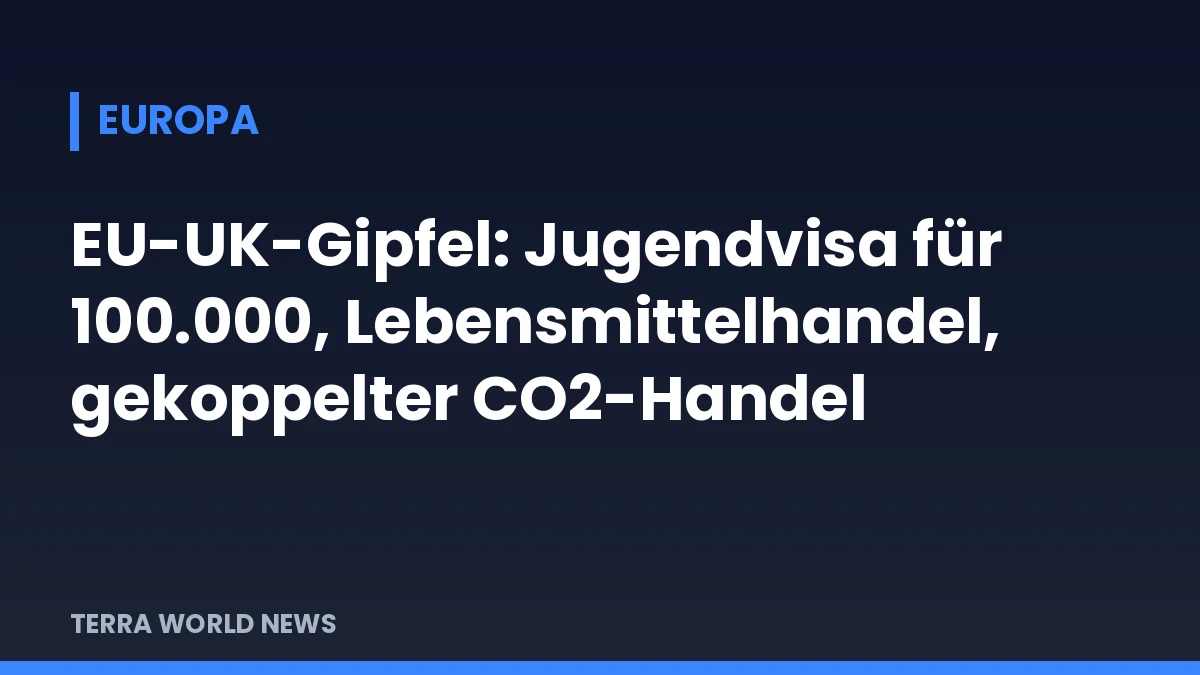 EUROPA
EU-UK-Gipfel: Jugendvisa für
100.000, Lebensmittelhandel,
gekoppelter CO2-Handel
TERRA WORLD NEWS